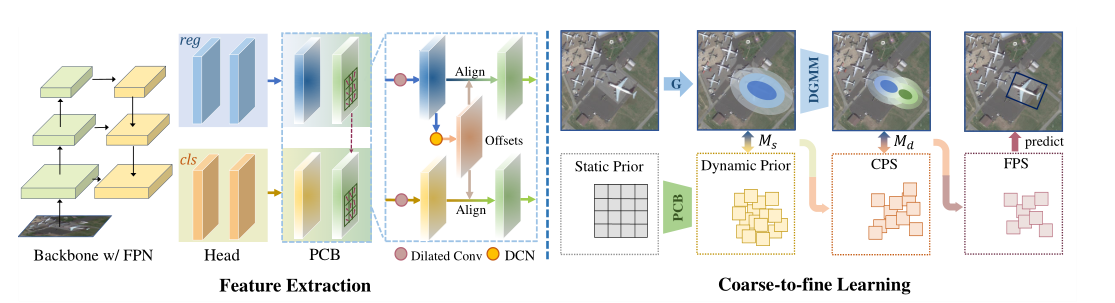 reg
cls
Backbone w/ FPN
Head
PCB
Align
Offsets
Align
Dilated Conv
DCN
Feature Extraction
G
DGMM
M_s
M_d
predict
Static Prior
PCB
Dynamic Prior
CPS
FPS
Coarse-to-fine Learning